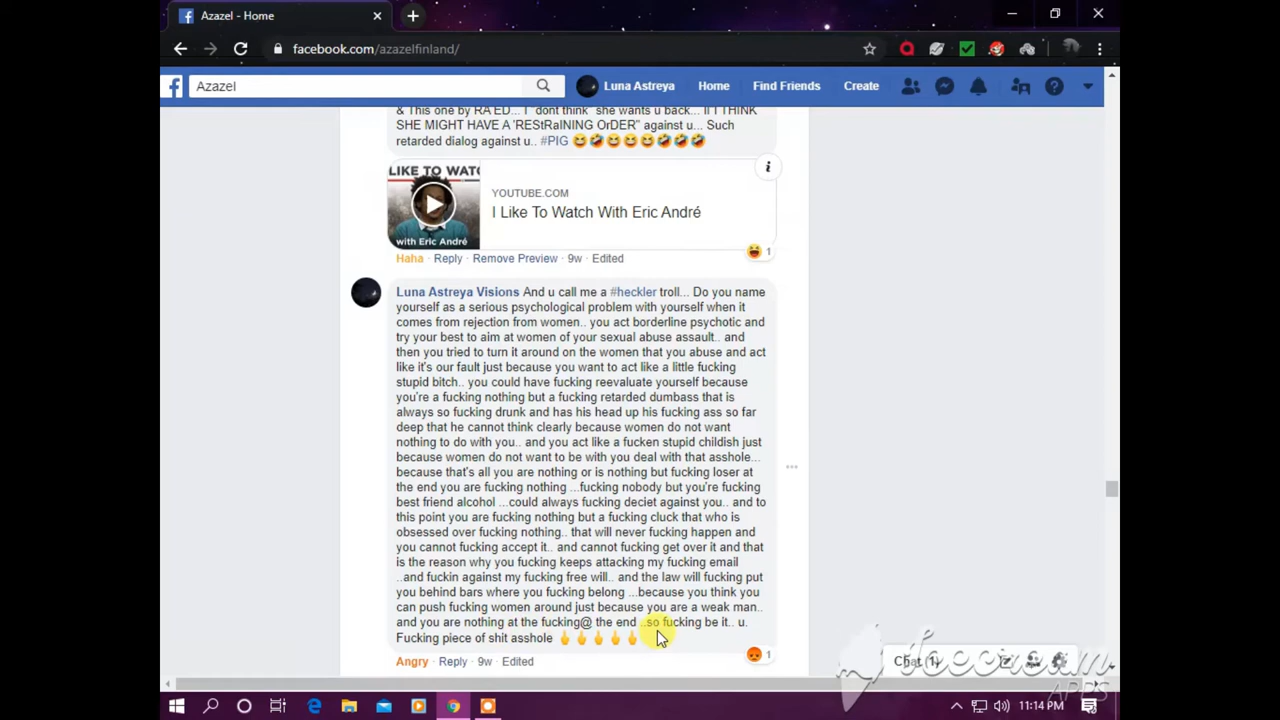 Azazel - Home
facebook.com/azazelfinland/
Azazel
Luna Astreya
Home
Find Friends
Create
& This one by RA'ED... I "dont think" she wants u back... II I THINK
SHE MIGHT HAVE A 'REStRaINING OrDER" against u... Such
retarded dialog against u.. #PIG 😆🤣😆😆😆🤣🤣🤣
LIKE TO WATC
with Eric André
YOUTUBE.COM
I Like To Watch With Eric André
1
Haha · Reply · Remove Preview · 9w · Edited
Luna Astreya Visions And u call me a #heckler troll... Do you name
yourself as a serious psychological problem with yourself when it
comes from rejection from women.. you act borderline psychotic and
try your best to aim at women of your sexual abuse assault.. and
then you tried to turn it around on the women that you abuse and act
like it's our fault just because you want to act like a little fucking
stupid bitch.. you could have fucking reevaluate yourself because
you're a fucking nothing but a fucking retarded dumbass that is
always so fucking drunk and has his head up his fucking ass so far
deep that he cannot think clearly because women do not want
nothing to do with you.. and you act like a fucken stupid childish just
because women do not want to be with you deal with that asshole...
because that's all you are nothing or is nothing but fucking loser at
the end you are fucking nothing ...fucking nobody but you're fucking
best friend alcohol ...could always fucking deciet against you.. and to
this point you are fucking nothing but a fucking cluck that who is
obsessed over fucking nothing.. that will never fucking happen and
you cannot fucking accept it.. and cannot fucking get over it and that
is the reason why you fucking keeps attacking my fucking email
..and fuckin against my fucking free will.. and the law will fucking put
you behind bars where you fucking belong ...because you think you
can push fucking women around just because you are a weak man..
and you are nothing at the fucking@ the end ..so fucking be it.. u.
Fucking piece of shit asshole 🖕🖕🖕🖕🖕
1
Angry · Reply · 9w · Edited
Chat (1)
Icecream
APPS
11:14 PM